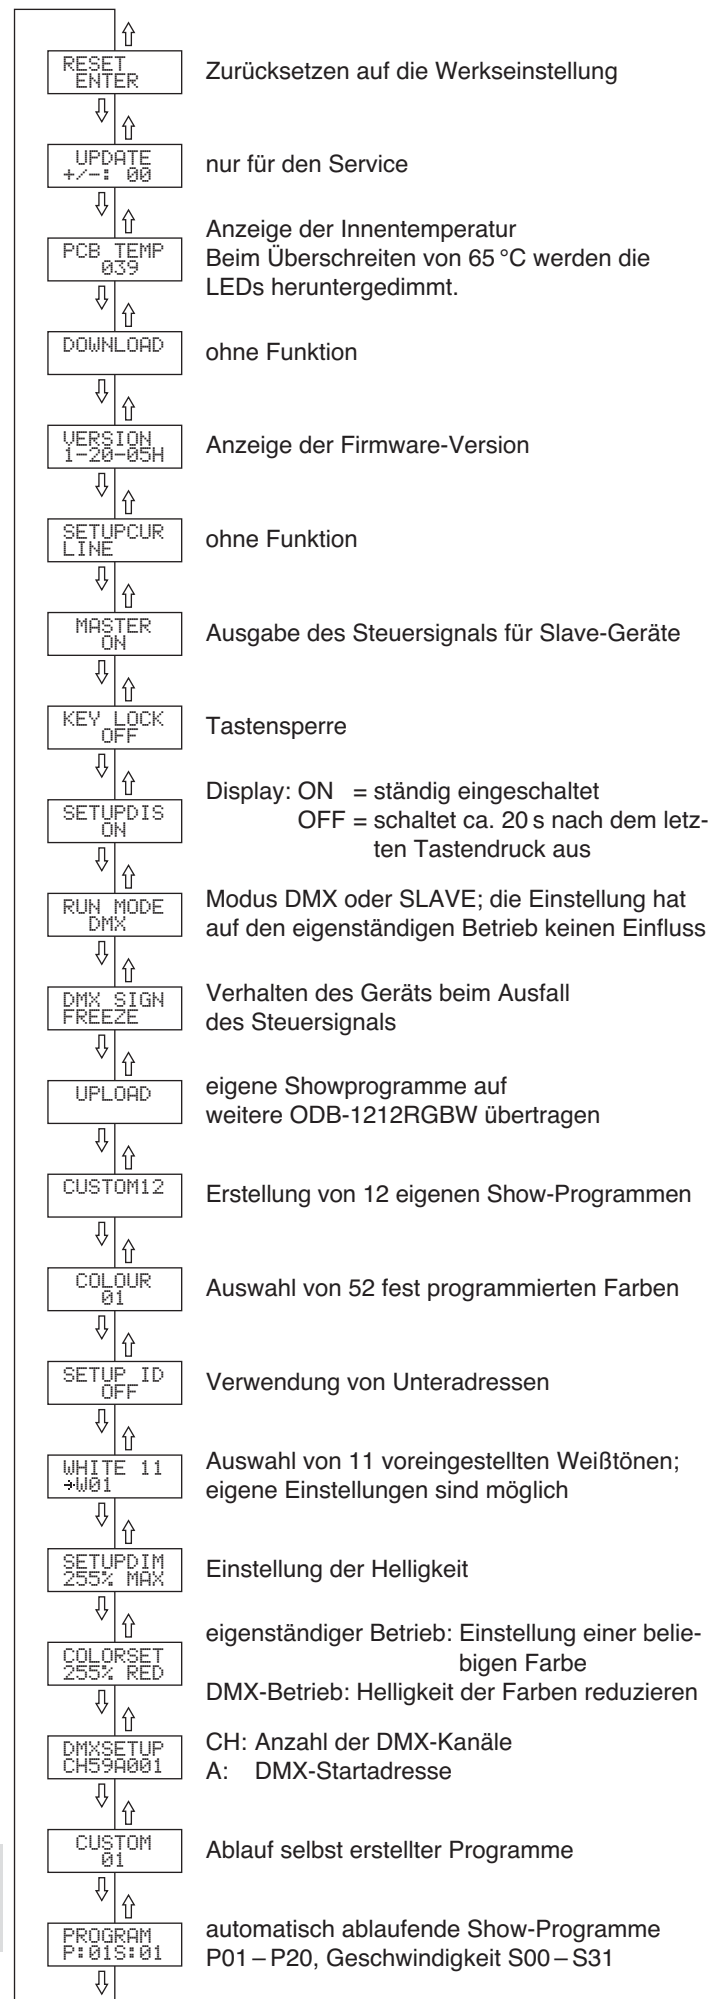 RESET
ENTER
Zurücksetzen auf die Werkseinstellung
UPDATE
+/-: 00
nur für den Service
PCB TEMP
039
Anzeige der Innentemperatur
Beim Überschreiten von 65 °C werden die
LEDs heruntergedimmt.
DOWNLOAD
ohne Funktion
VERSION
1-20-05H
Anzeige der Firmware-Version
SETUPCUR
LINE
ohne Funktion
MASTER
ON
Ausgabe des Steuersignals für Slave-Geräte
KEY LOCK
OFF
Tastensperre
SETUPDIS
ON
Display: ON = ständig eingeschaltet
OFF = schaltet ca. 20 s nach dem letz-
ten Tastendruck aus
RUN MODE
DMX
Modus DMX oder SLAVE; die Einstellung hat
auf den eigenständigen Betrieb keinen Einfluss
DMX SIGN
FREEZE
Verhalten des Geräts beim Ausfall
des Steuersignals
UPLOAD
eigene Showprogramme auf
weitere ODB-1212RGBW übertragen
CUSTOM12
Erstellung von 12 eigenen Show-Programmen
COLOUR
01
Auswahl von 52 fest programmierten Farben
SETUP ID
OFF
Verwendung von Unteradressen
WHITE 11
→W01
Auswahl von 11 voreingestellten Weißtönen;
eigene Einstellungen sind möglich
SETUPDIM
255% MAX
Einstellung der Helligkeit
COLORSET
255% RED
eigenständiger Betrieb: Einstellung einer belie-
bigen Farbe
DMX-Betrieb: Helligkeit der Farben reduzieren
DMXSETUP
CH59A001
CH: Anzahl der DMX-Kanäle
A: DMX-Startadresse
CUSTOM
01
Ablauf selbst erstellter Programme
PROGRAM
P:01S:01
automatisch ablaufende Show-Programme
P01 – P20, Geschwindigkeit S00 – S31